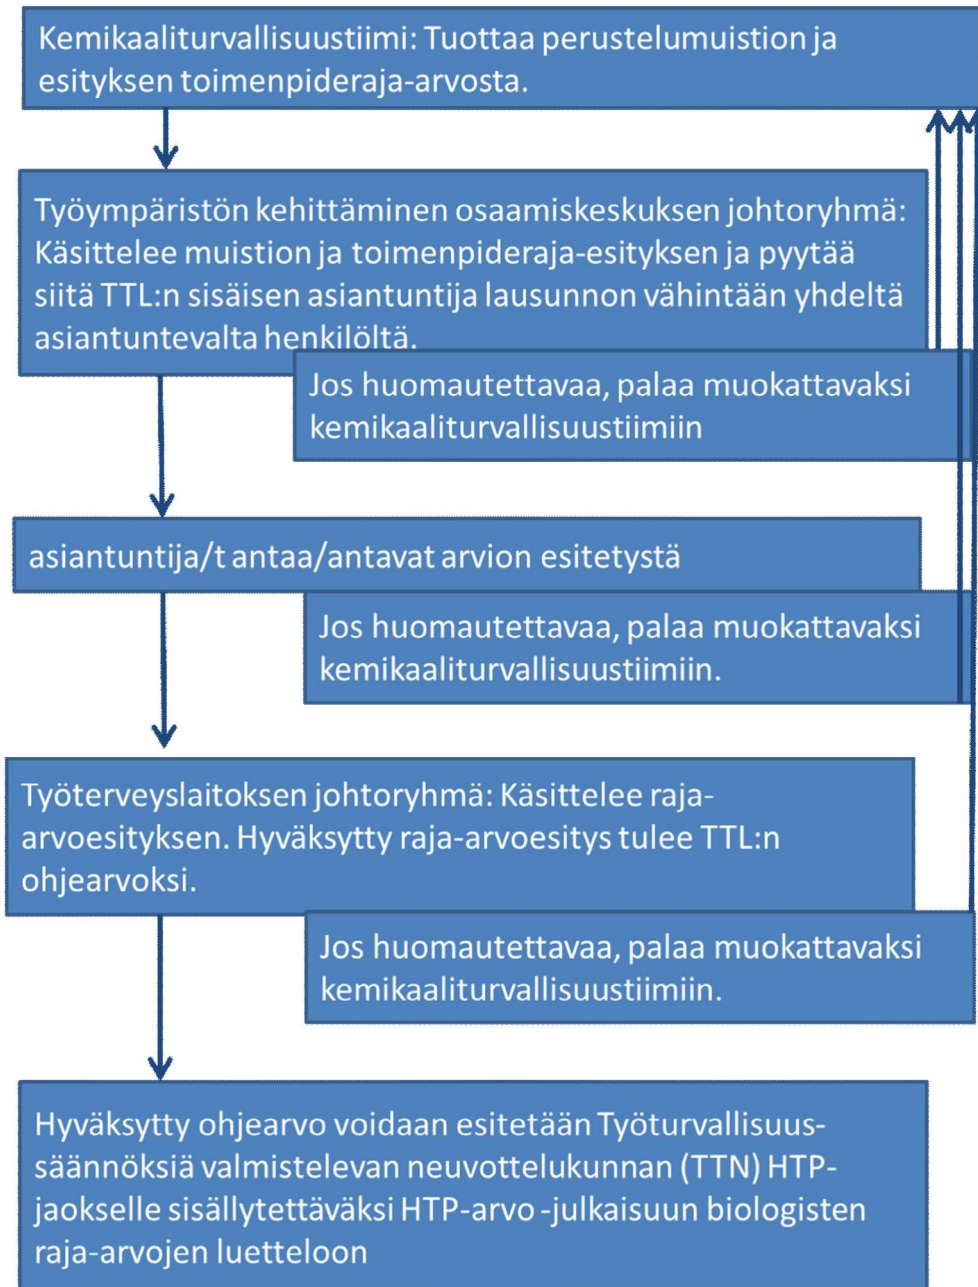 Kemikaaliturvallisuustiimi: Tuottaa perustelumuistion ja
esityksen toimenpideraja-arvosta.
Työympäristön kehittäminen osaamiskeskuksen johtoryhmä:
Käsittelee muistion ja toimenpideraja-esityksen ja pyytää
siitä TTL:n sisäisen asiantuntija lausunnon vähintään yhdeltä
asiantuntevalta henkilöltä.
Jos huomautettavaa, palaa muokattavaksi
kemikaaliturvallisuustiimiin
asiantuntija/t antaa/antavat arvion esitetystä
Jos huomautettavaa, palaa muokattavaksi
kemikaaliturvallisuustiimiin.
Työterveyslaitoksen johtoryhmä: Käsittelee raja-
arvoesityksen. Hyväksytty raja-arvoesitys tulee TTL:n
ohjearvoksi.
Jos huomautettavaa, palaa muokattavaksi
kemikaaliturvallisuustiimiin.
Hyväksytty ohjearvo voidaan esitetään Työturvallisuus-
säännöksiä valmistelevan neuvottelukunnan (TTN) HTP-
jaokselle sisällytettäväksi HTP-arvo -julkaisuun biologisten
raja-arvojen luetteloon